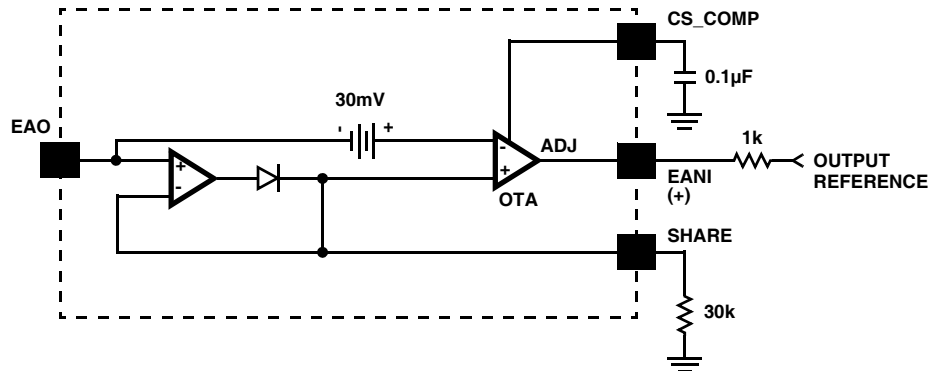 CS_COMP
0.1µF
30mV
- +
EAO
1k
- ADJ
+
+
-
OTA
EANI
(+)
OUTPUT
REFERENCE
SHARE
30k